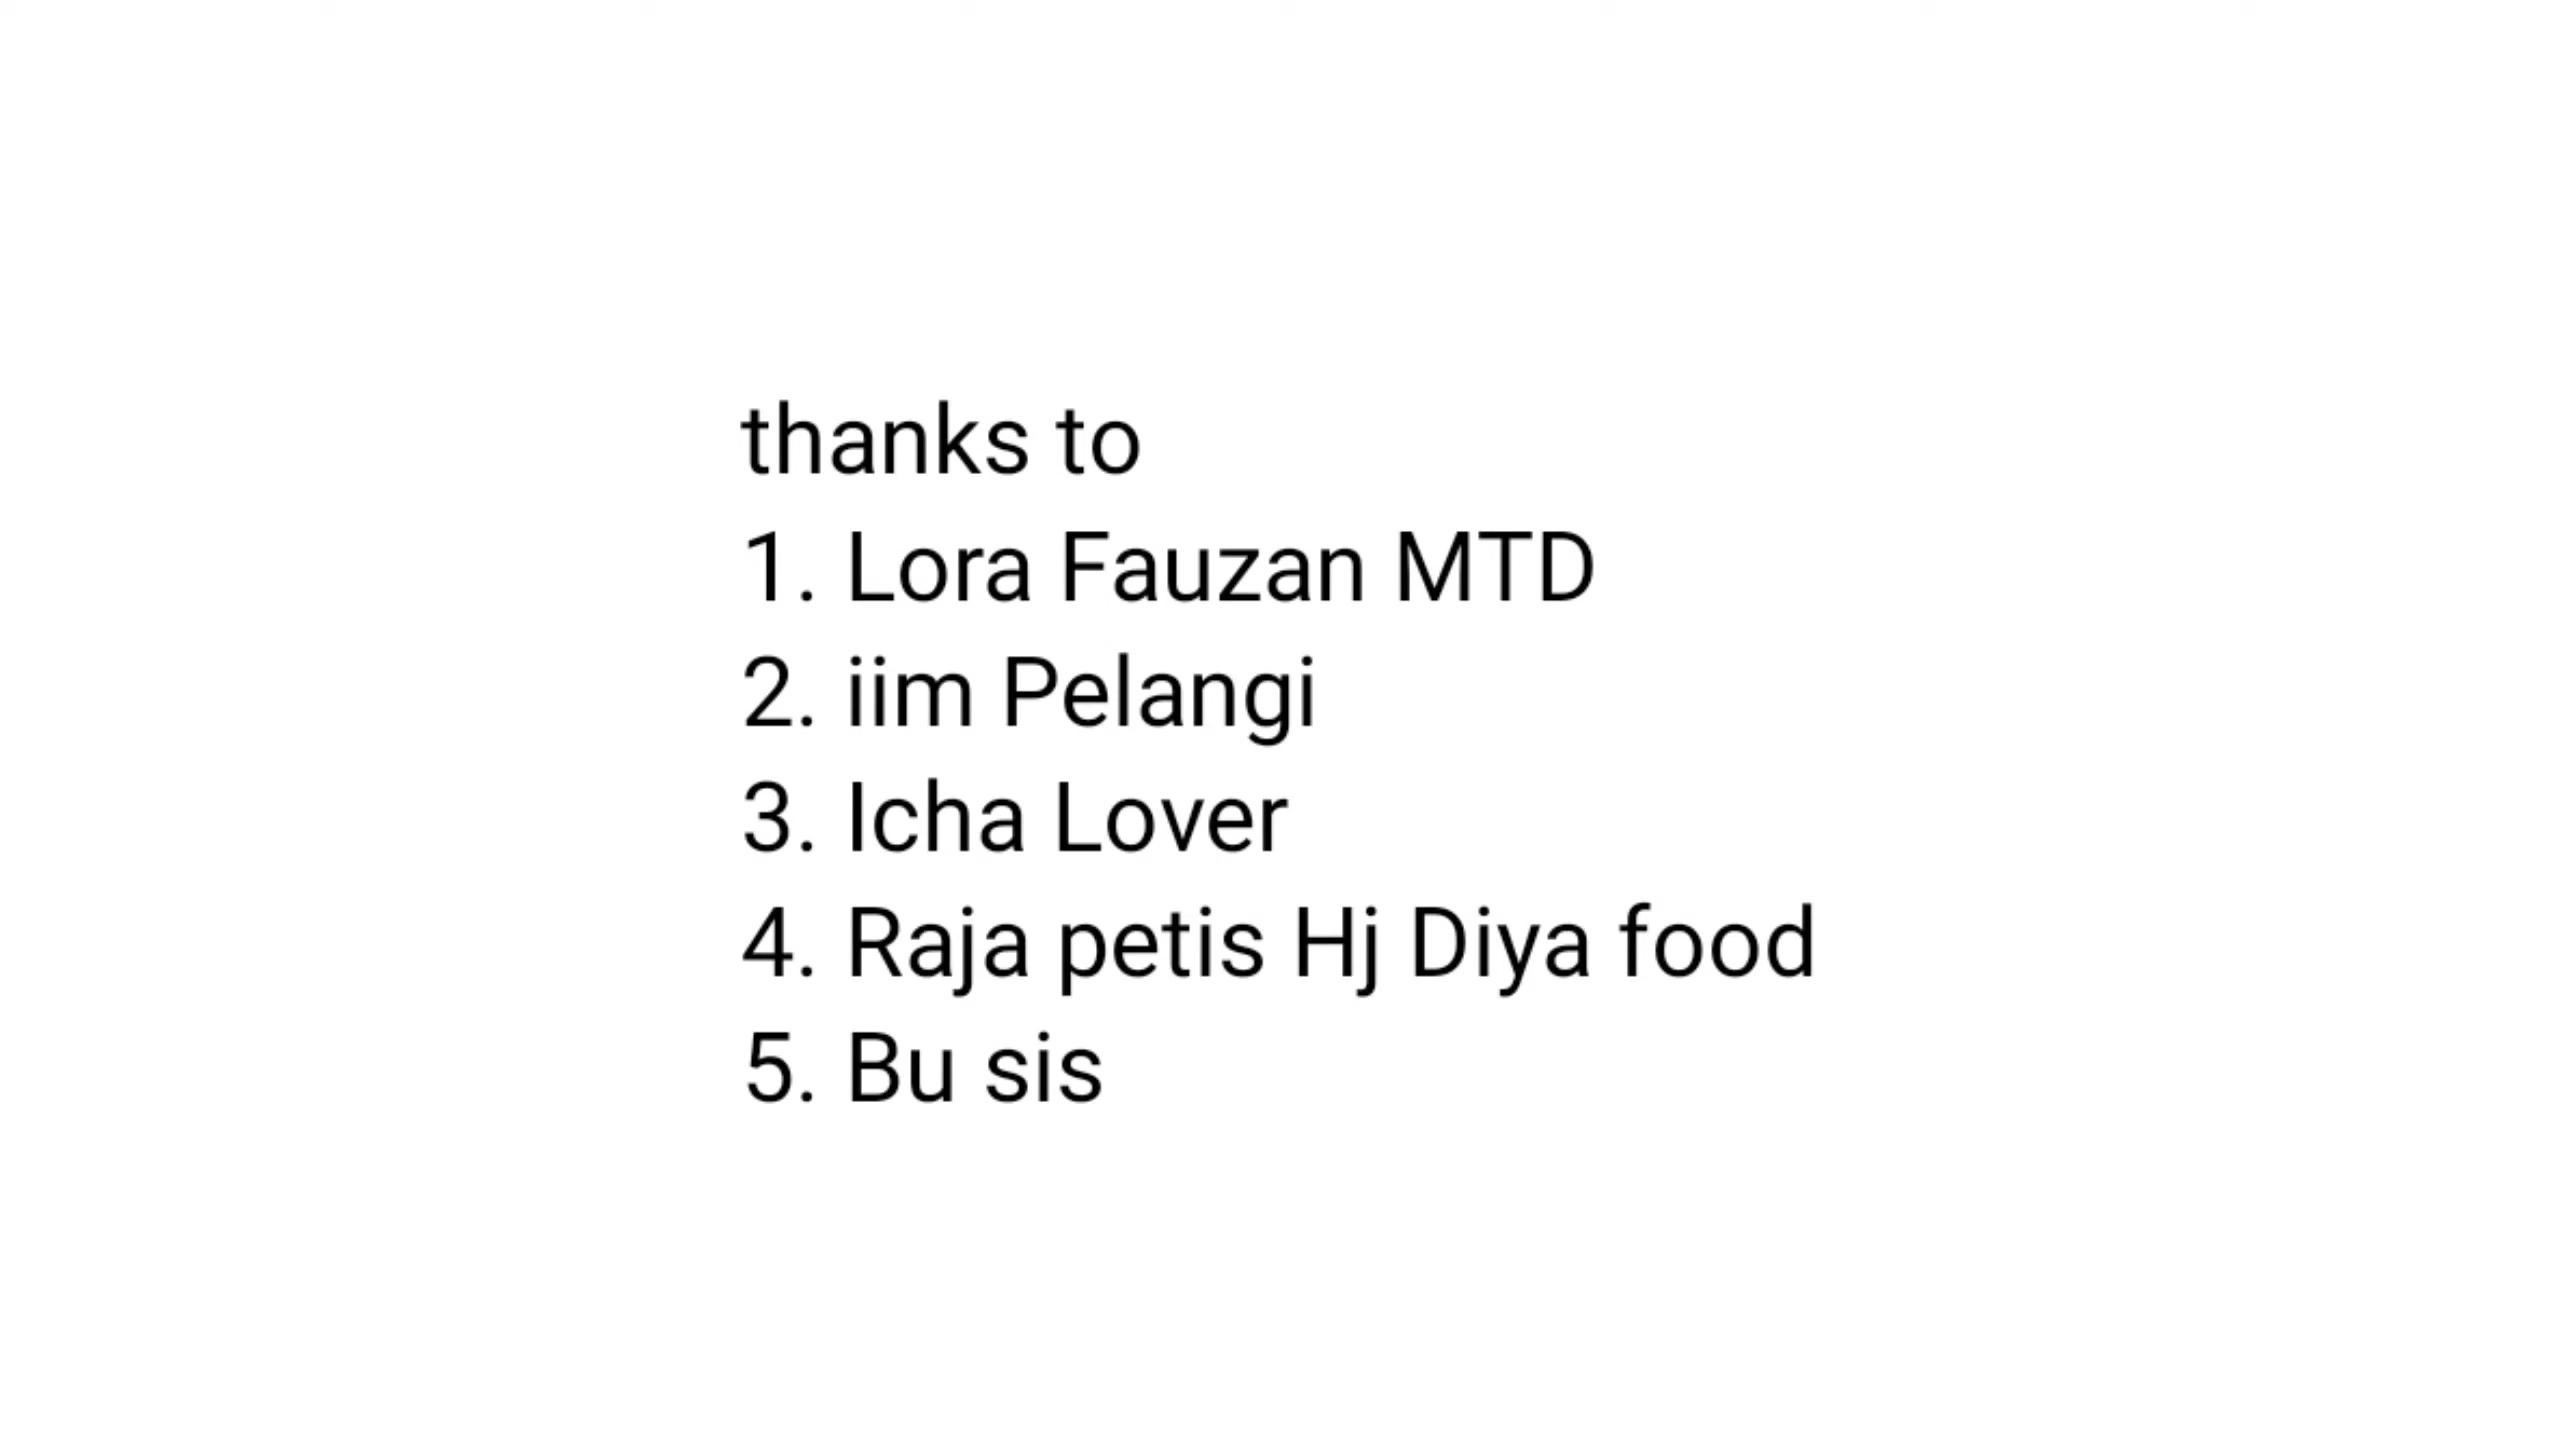 thanks to
1. Lora Fauzan MTD
2. iim Pelangi
3. Icha Lover
4. Raja petis Hj Diya food
5. Bu sis